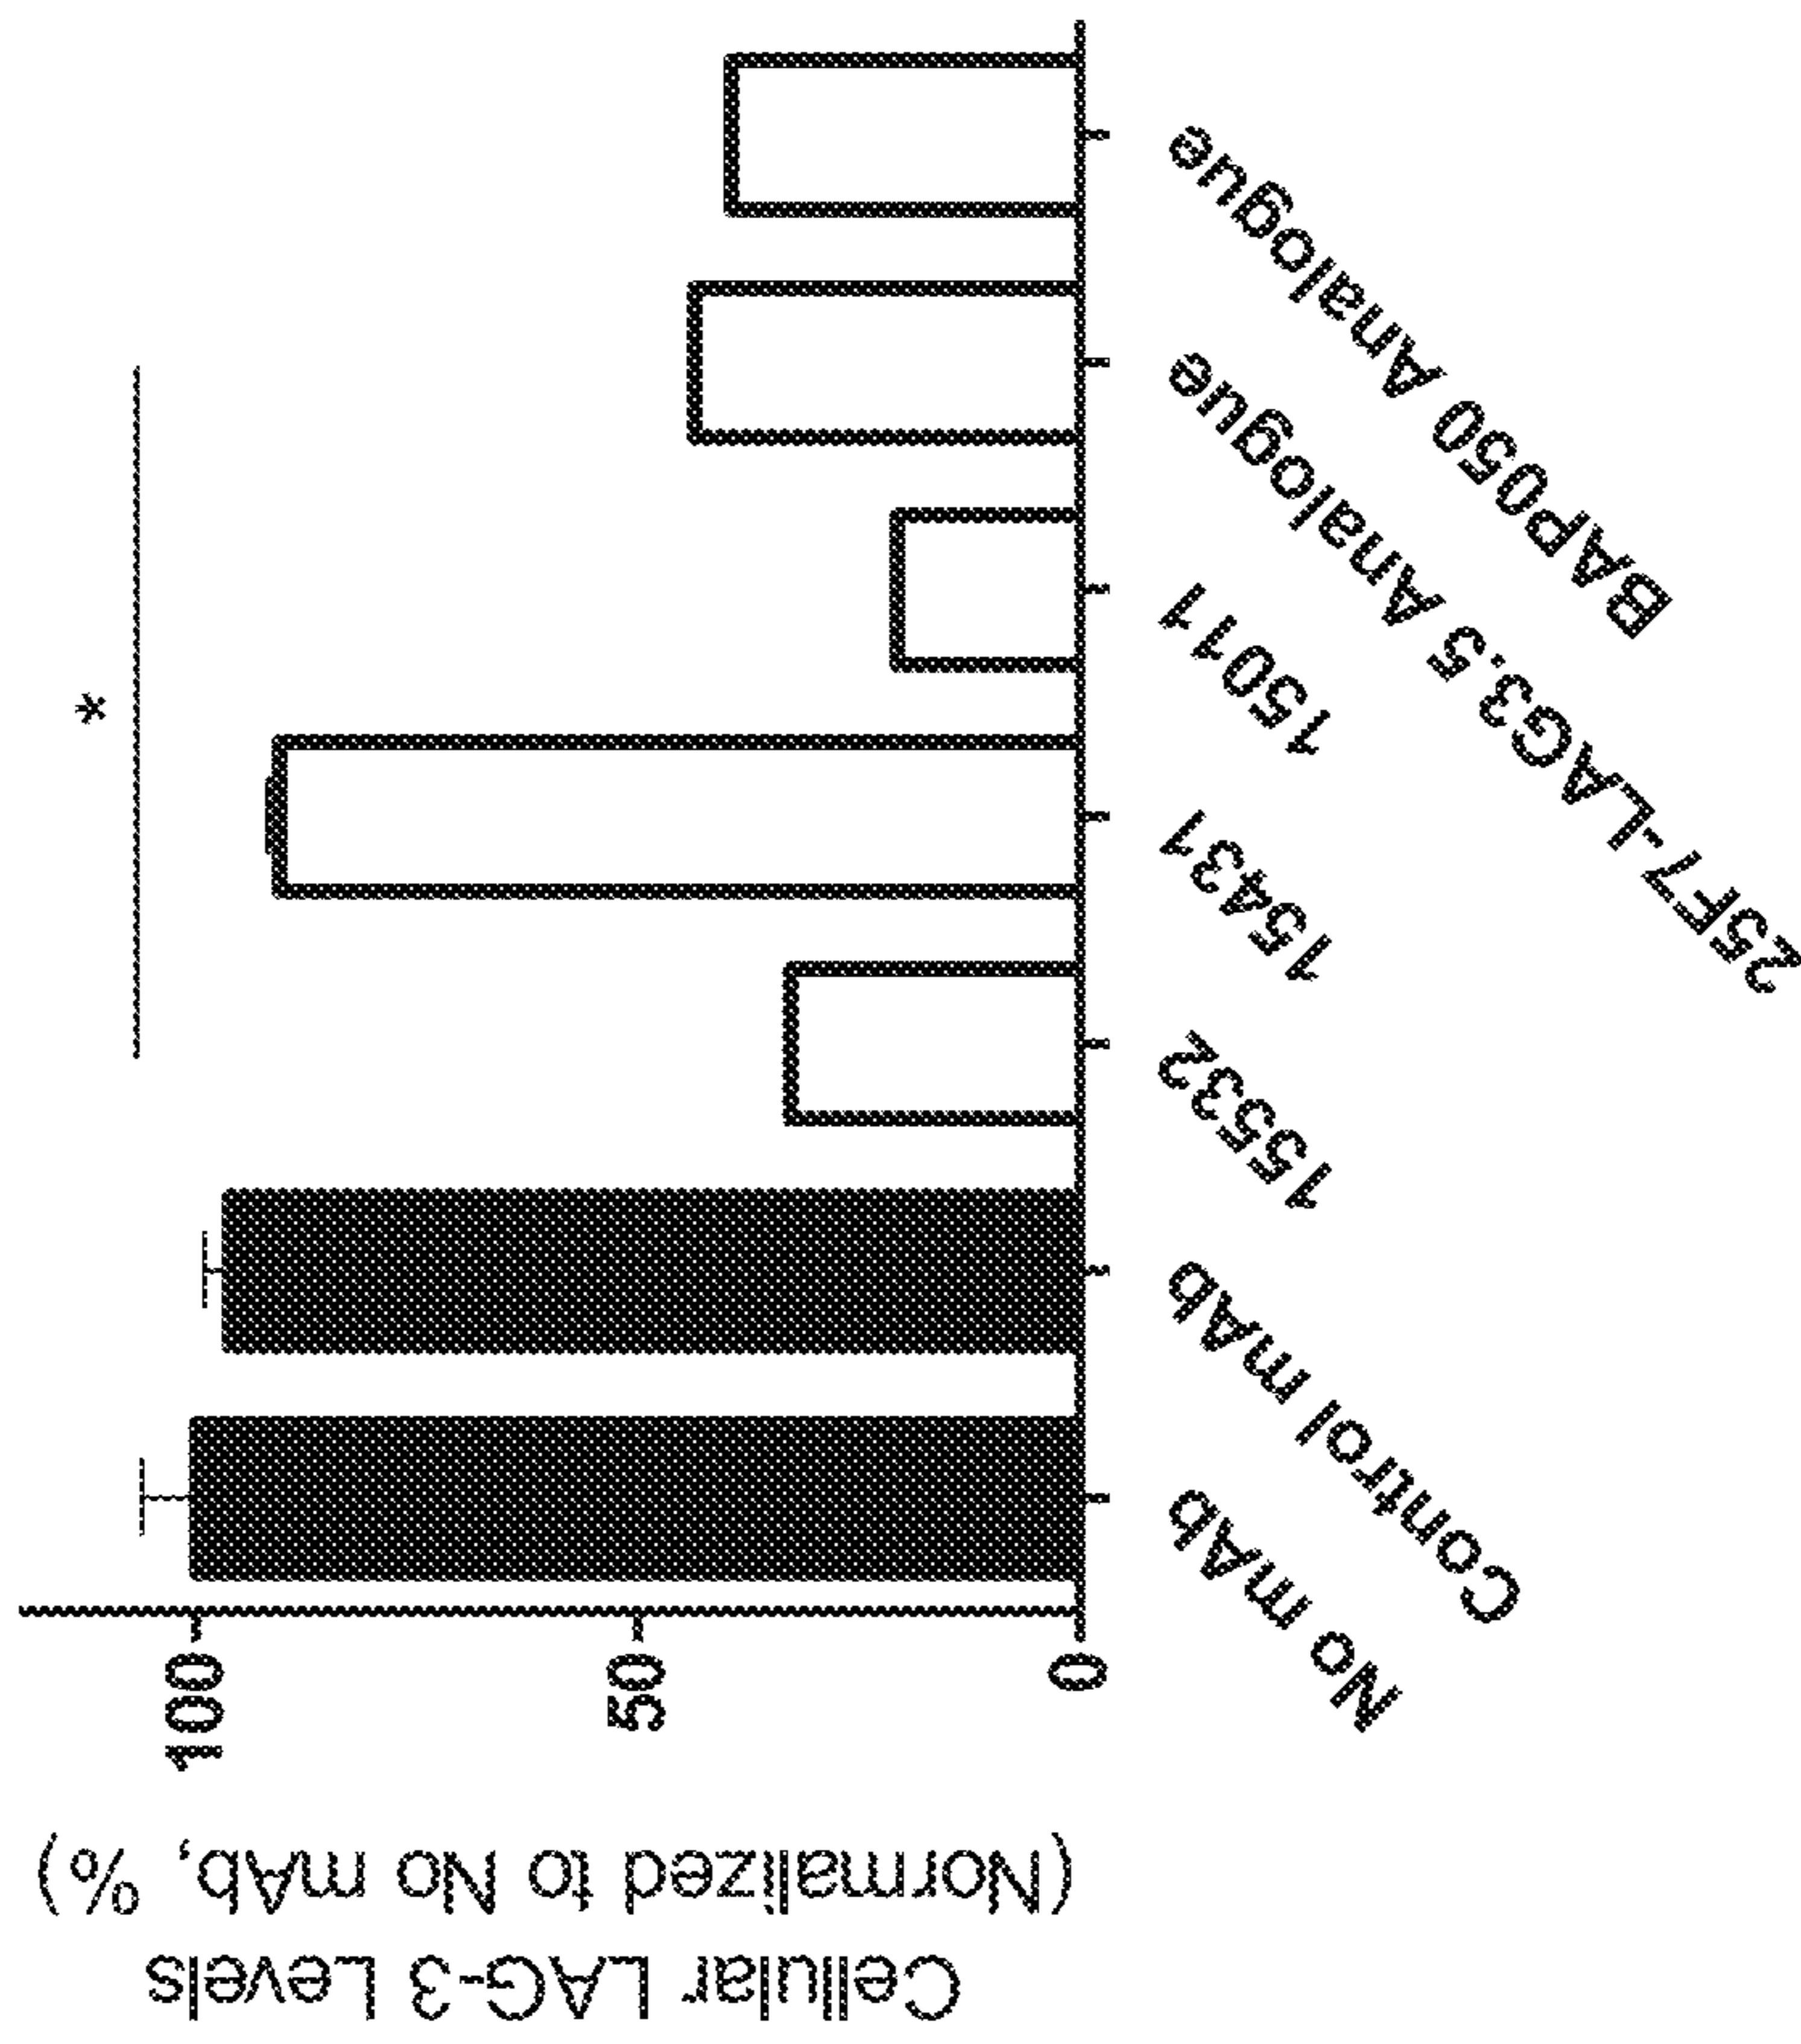 Cellular LAG-3 Levels
(Normalized to No mAb, %)
100
50
0
*
No mAb
Control mAb
15532
15431
15011
25F7-LAG3.5 Analogue
BAP050 Analogue